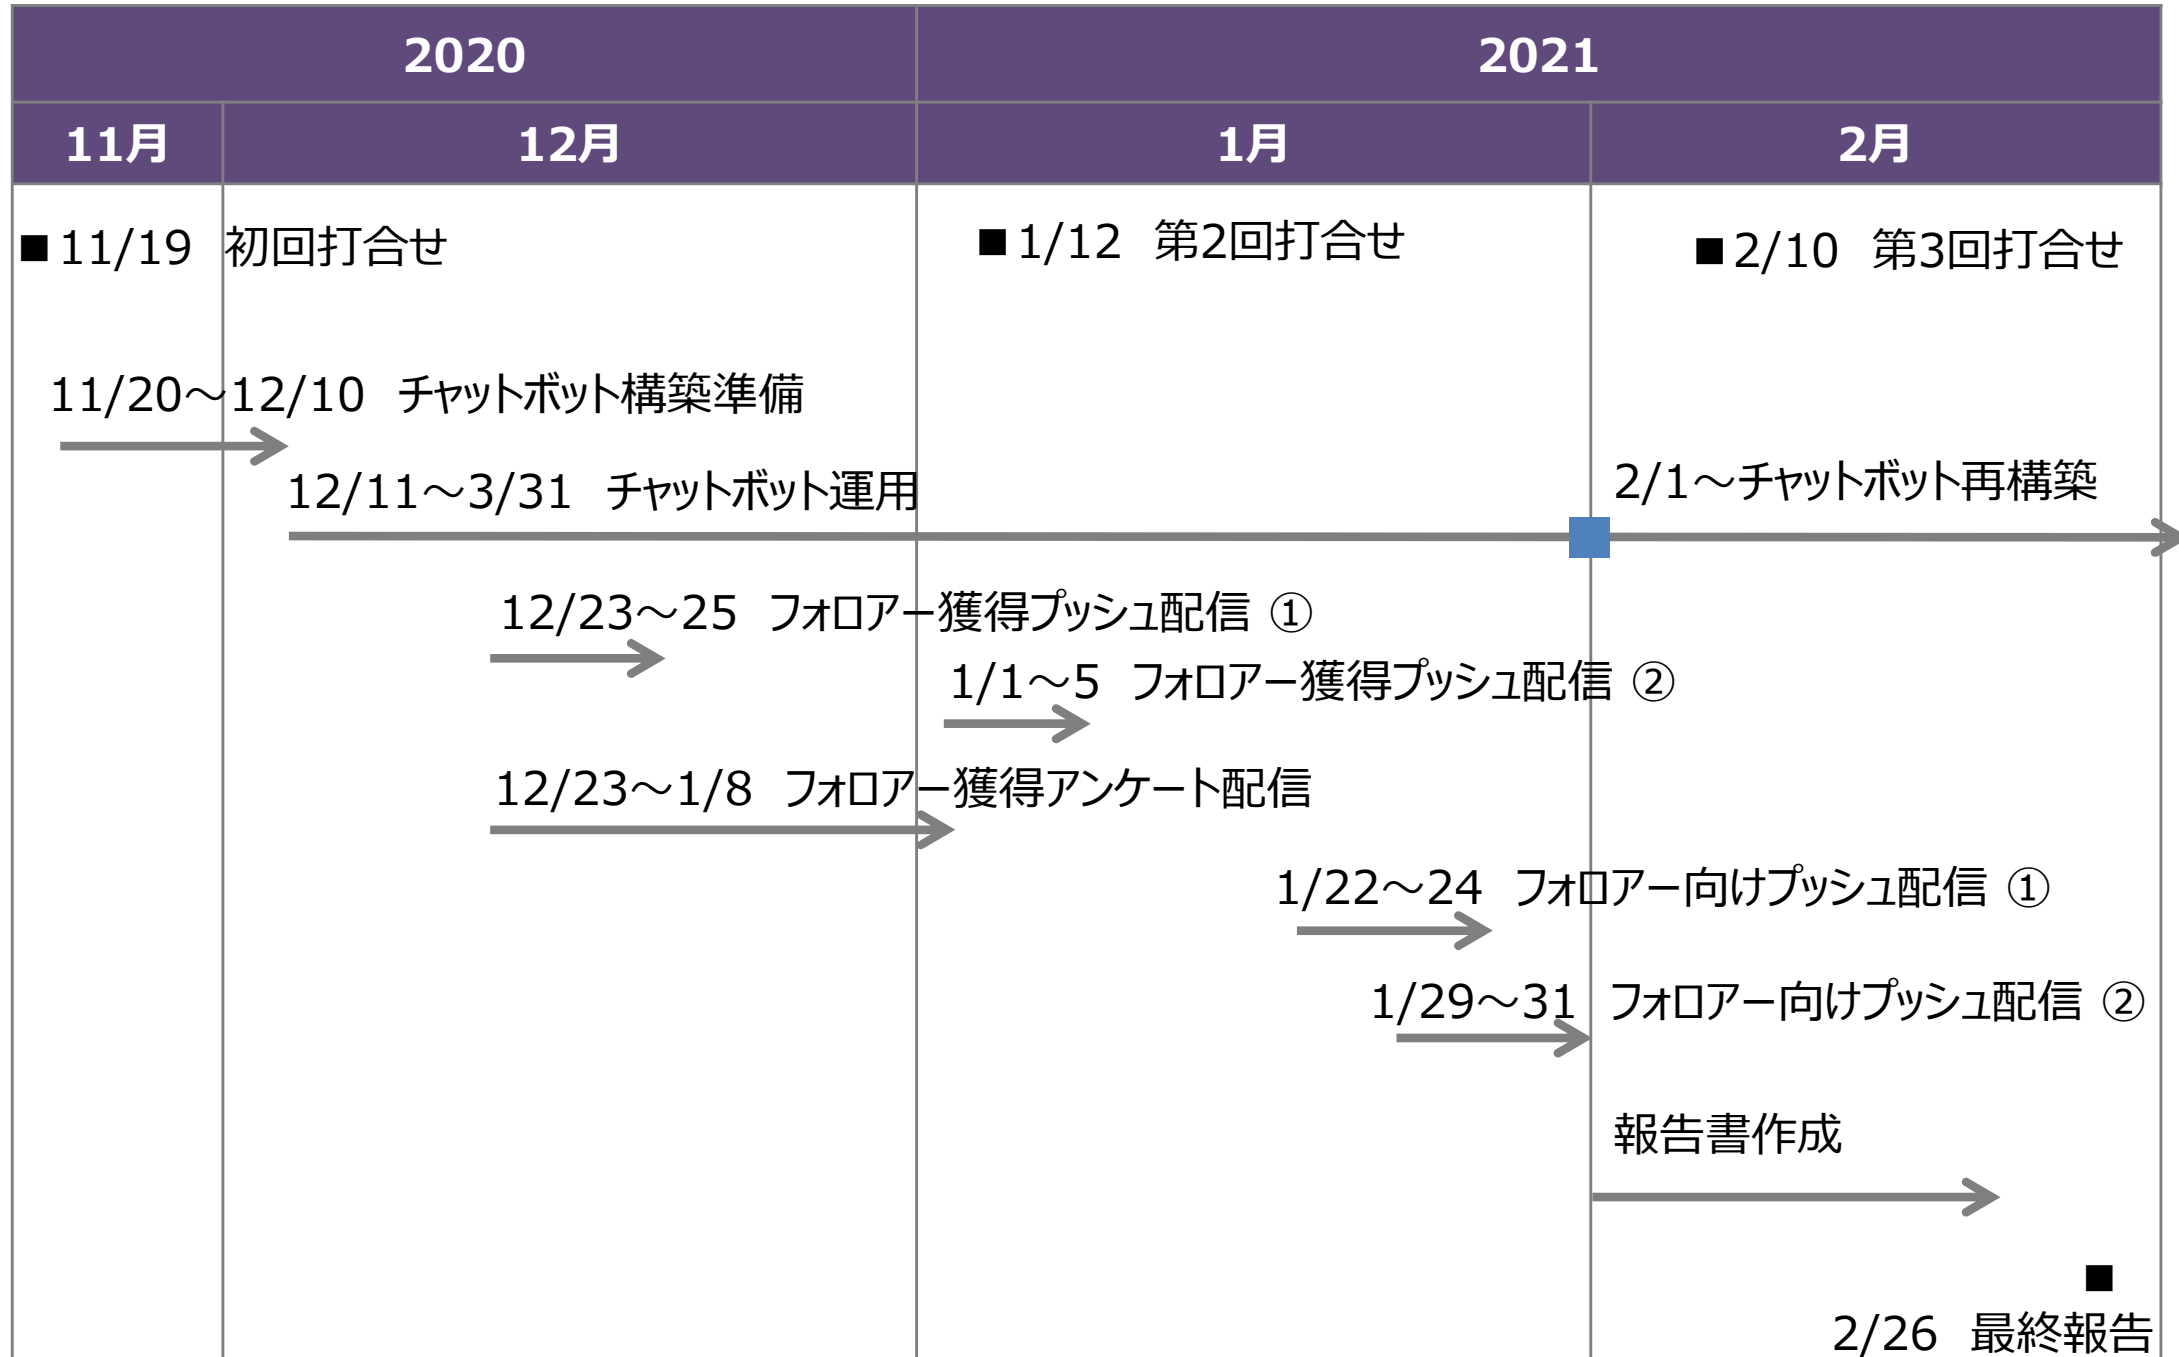 2020 2021
11月 12月 1月 2月
■11/19 初回打合せ ■1/12 第2回打合せ ■2/10 第3回打合せ
11/20～12/10 チャットボット構築準備
12/11～3/31 チャットボット運用 2/1～チャットボット再構築
12/23～25 フォロアー獲得プッシュ配信 ①
1/1～5 フォロアー獲得プッシュ配信 ②
12/23～1/8 フォロアー獲得アンケート配信
1/22～24 フォロアー向けプッシュ配信 ①
1/29～31 フォロアー向けプッシュ配信 ②
報告書作成
■
2/26 最終報告